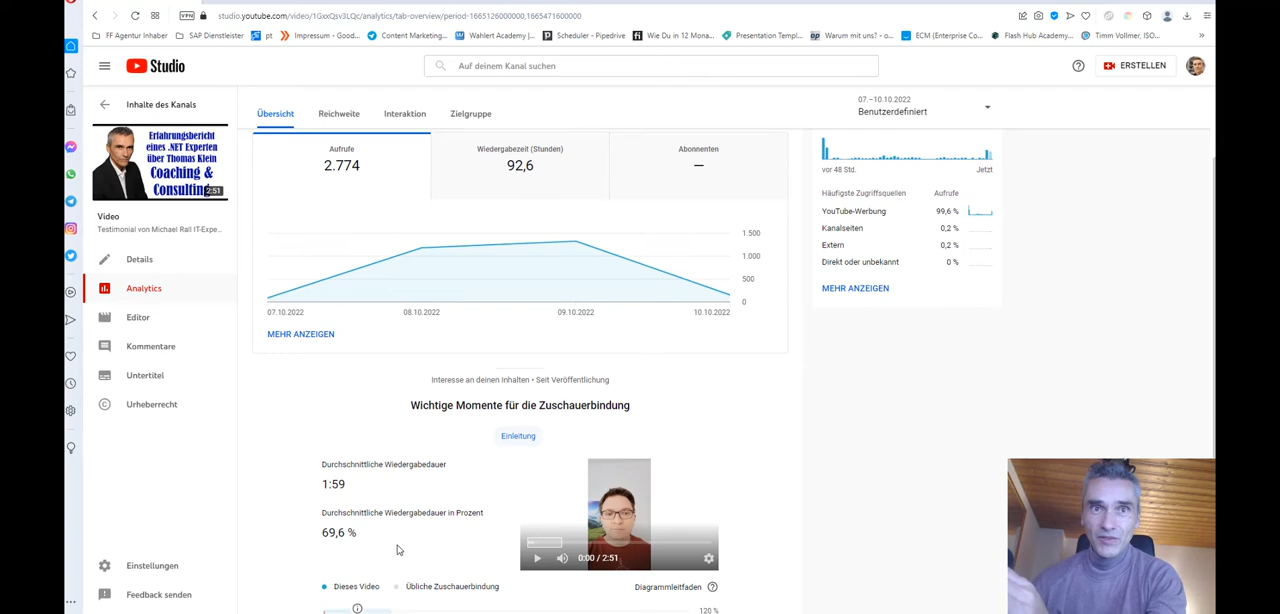 VPN
studio.youtube.com/video/1GxxQsv3LQc/analytics/tab-overview/period-1665126000000,1665471600000
FF Agentur Inhaber
SAP Dienstleister
pt
Impressum - Good...
Content Marketing...
Wahlert Academy |...
Scheduler - Pipedrive
Wie Du in 12 Mona...
Presentation Templ...
Warum mit uns? - o...
ECM (Enterprise Co...
Flash Hub Academy...
Timm Vollmer, ISO...
Studio
Auf deinem Kanal suchen
ERSTELLEN
Inhalte des Kanals
Übersicht
Reichweite
Interaktion
Zielgruppe
07.–10.10.2022
Benutzerdefiniert
Erfahrungsbericht
eines .NET Experten
über Thomas Klein
Coaching &
Consulting
2:51
Video
Testimonial von Michael Rall IT-Expe...
Details
Analytics
Editor
Kommentare
Untertitel
Urheberrecht
Einstellungen
Feedback senden
Aufrufe
2.774
Wiedergabezeit (Stunden)
92,6
Abonnenten
—
1.500
1.000
500
0
07.10.2022
08.10.2022
09.10.2022
10.10.2022
MEHR ANZEIGEN
vor 48 Std.
Jetzt
Häufigste Zugriffsquellen
Aufrufe
YouTube-Werbung
99,6 %
Kanalseiten
0,2 %
Extern
0,2 %
Direkt oder unbekannt
0 %
MEHR ANZEIGEN
Interesse an deinen Inhalten • Seit Veröffentlichung
Wichtige Momente für die Zuschauerbindung
Einleitung
Durchschnittliche Wiedergabedauer
1:59
Durchschnittliche Wiedergabedauer in Prozent
69,6 %
0:00 / 2:51
Dieses Video
Übliche Zuschauerbindung
Diagrammleitfaden
120 %